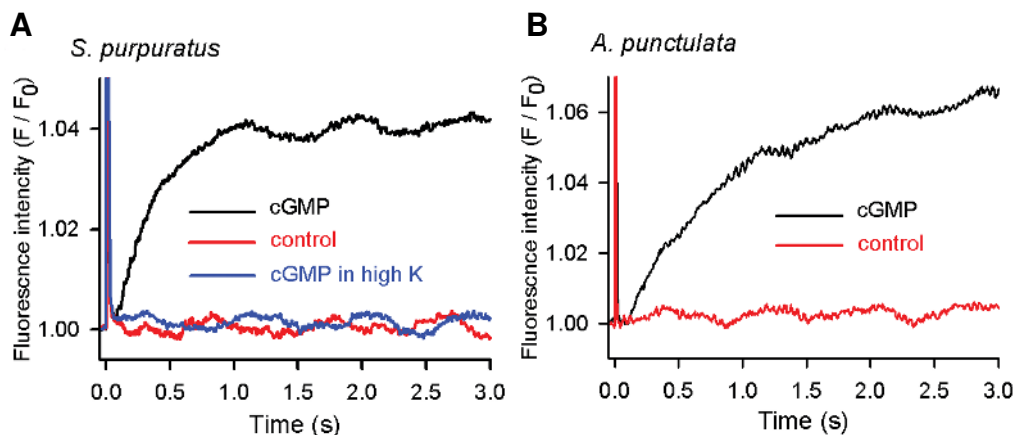 A
S. purpuratus
Fluorescnece intencity (F / F0)
1.04
1.02
1.00
cGMP
control
cGMP in high K
0.0 0.5 1.0 1.5 2.0 2.5 3.0
Time (s)
B
A. punctulata
Fluorescnece intencity (F / F0)
1.06
1.04
1.02
1.00
cGMP
control
0.0 0.5 1.0 1.5 2.0 2.5 3.0
Time (s)